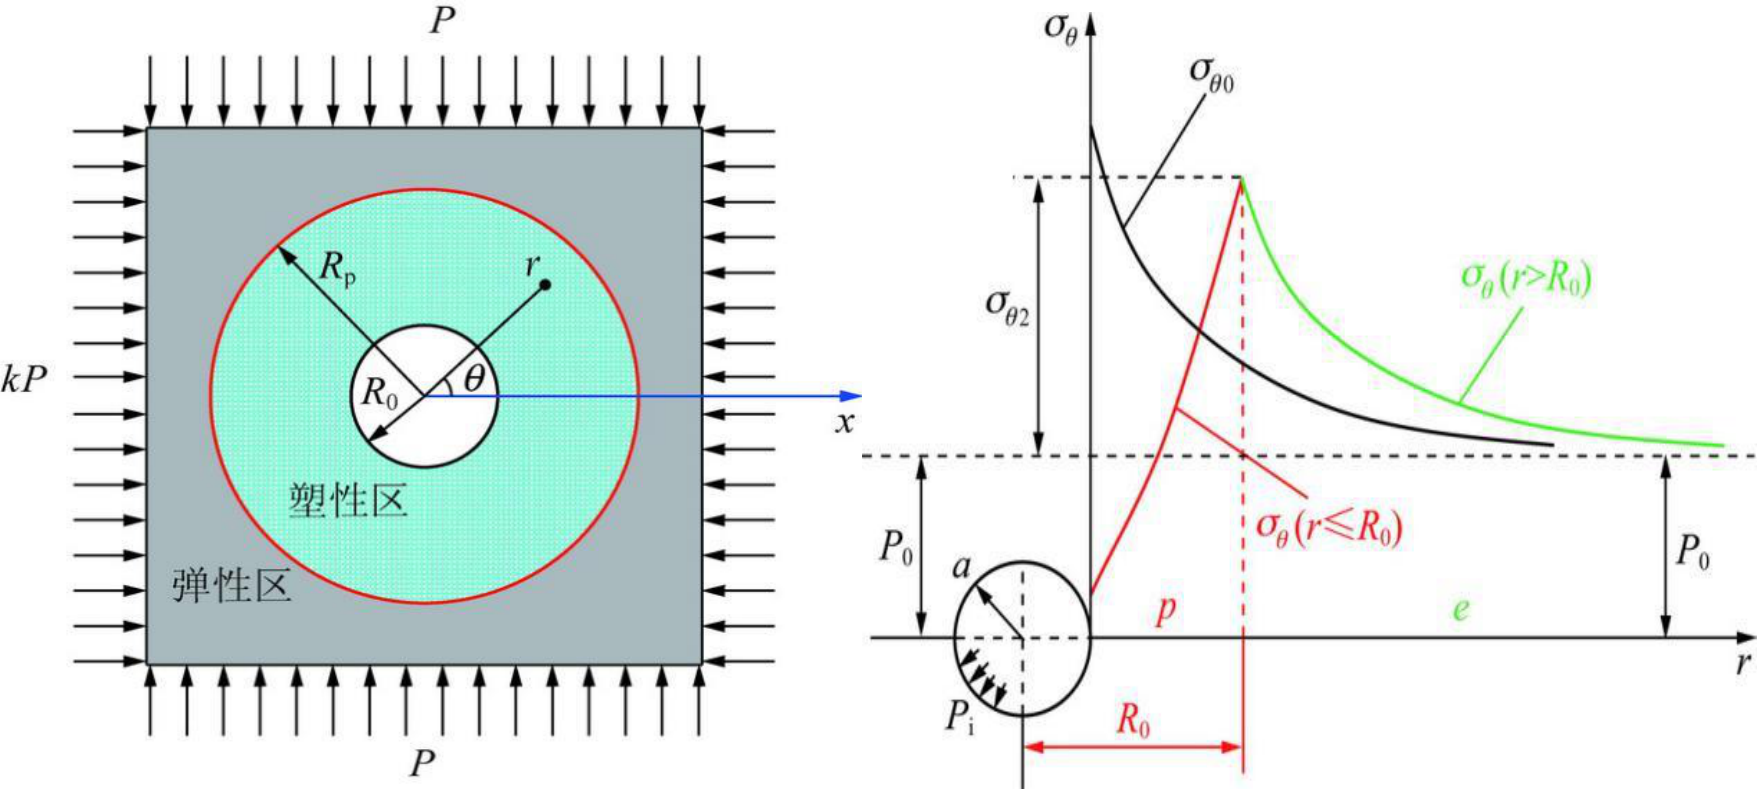 P
kP
R_p
r
R_0
θ
x
塑性区
弹性区
P
σ_θ
σ_θ0
σ_θ2
σ_θ(r>R_0)
σ_θ(r≤R_0)
P_0
P_0
a
p
e
r
P_i
R_0